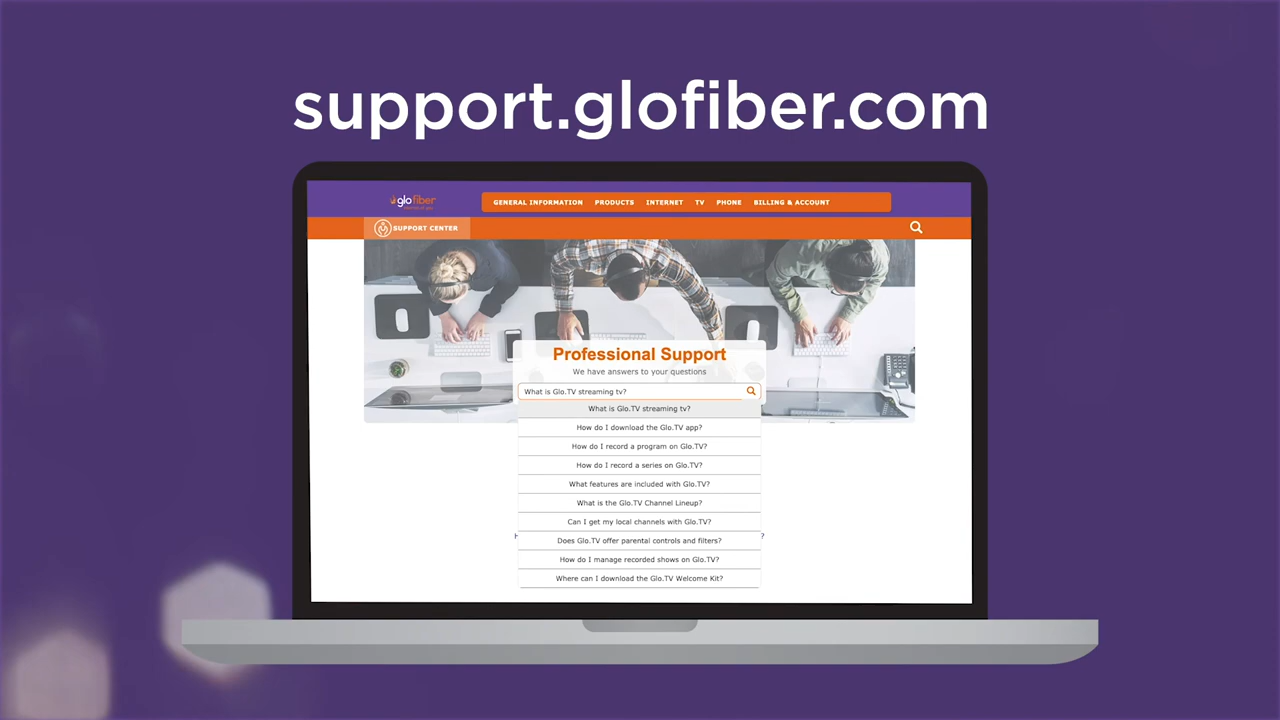 support.glofiber.com
glofiber
GENERAL INFORMATION PRODUCTS INTERNET TV PHONE BILLING & ACCOUNT
SUPPORT CENTER
Professional Support
We have answers to your questions
What is Glo.TV streaming tv?
What is Glo.TV streaming tv?
How do I download the Glo.TV app?
How do I record a program on Glo.TV?
How do I record a series on Glo.TV?
What features are included with Glo.TV?
What is the Glo.TV Channel Lineup?
Can I get my local channels with Glo.TV?
Does Glo.TV offer parental controls and filters?
How do I manage recorded shows on Glo.TV?
Where can I download the Glo.TV Welcome Kit?